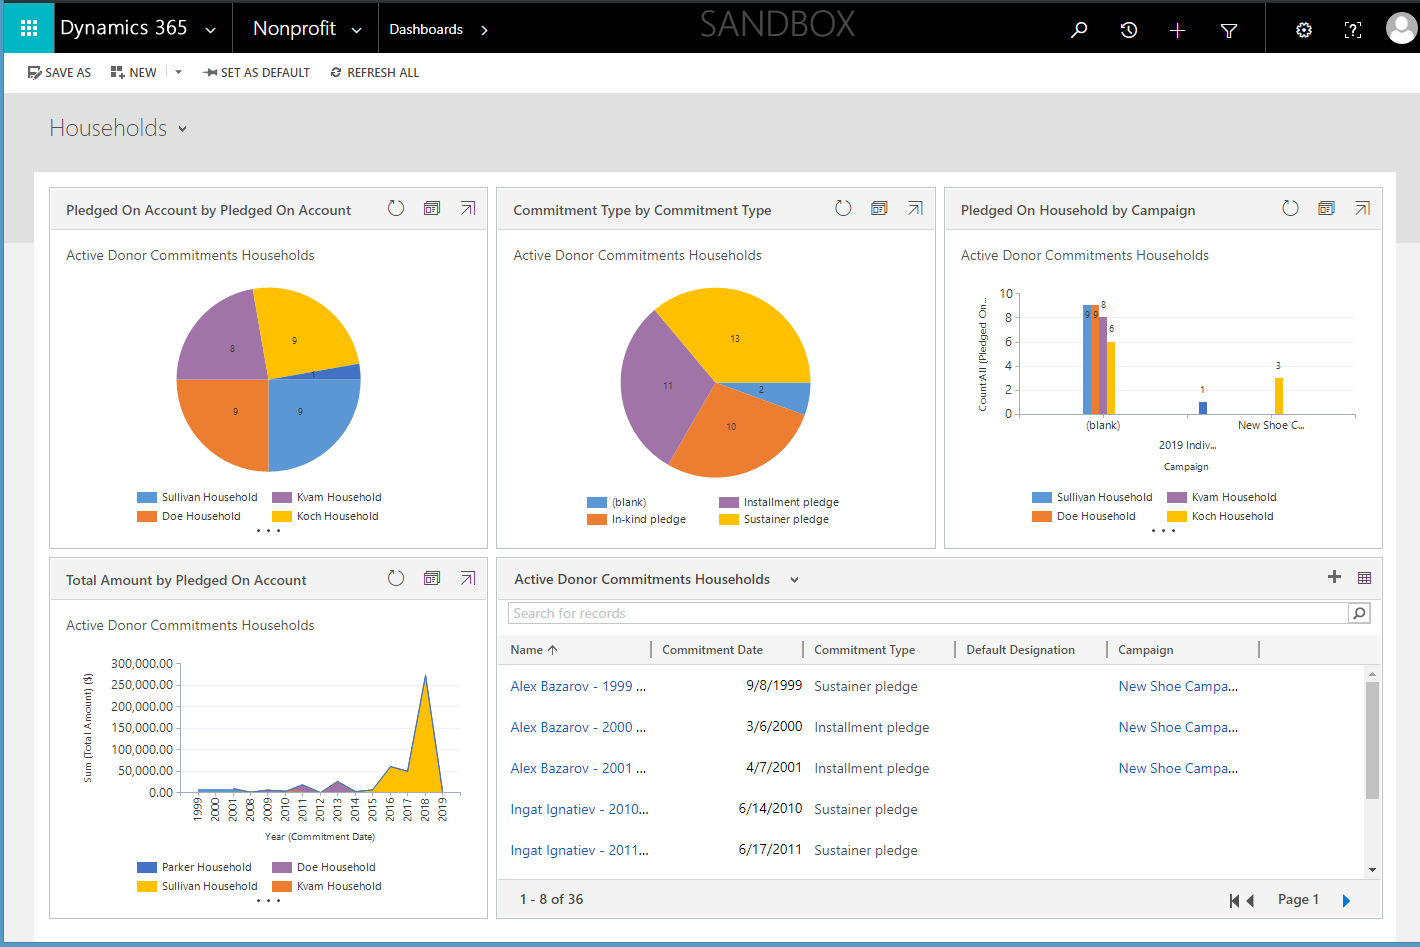 Dynamics 365
Nonprofit
Dashboards
SANDBOX
SAVE AS
NEW
SET AS DEFAULT
REFRESH ALL
Households
Pledged On Account by Pledged On Account
Active Donor Commitments Households
9
8
1
9
9
Sullivan Household
Kvam Household
Doe Household
Koch Household
Commitment Type by Commitment Type
Active Donor Commitments Households
13
2
11
10
(blank)
Installment pledge
In-kind pledge
Sustainer pledge
Pledged On Household by Campaign
Active Donor Commitments Households
CountAll (Pledged On...
10
8
6
4
2
0
9
9
8
6
1
3
(blank)
New Shoe C...
2019 Indiv...
Campaign
Sullivan Household
Kvam Household
Doe Household
Koch Household
Total Amount by Pledged On Account
Active Donor Commitments Households
Sum (Total Amount) ($)
300,000.00
250,000.00
200,000.00
150,000.00
100,000.00
50,000.00
0.00
1999
2000
2001
2008
2009
2010
2011
2012
2013
2014
2015
2016
2017
2018
2019
Year (Commitment Date)
Parker Household
Doe Household
Sullivan Household
Kvam Household
Active Donor Commitments Households
Search for records
Name Commitment Date Commitment Type Default Designation Campaign
Alex Bazarov - 1999 ... 9/8/1999 Sustainer pledge New Shoe Campa...
Alex Bazarov - 2000 ... 3/6/2000 Installment pledge New Shoe Campa...
Alex Bazarov - 2001 ... 4/7/2001 Installment pledge New Shoe Campa...
Ingat Ignatiev - 2010... 6/14/2010 Sustainer pledge
Ingat Ignatiev - 2011... 6/17/2011 Sustainer pledge
1 - 8 of 36
Page 1